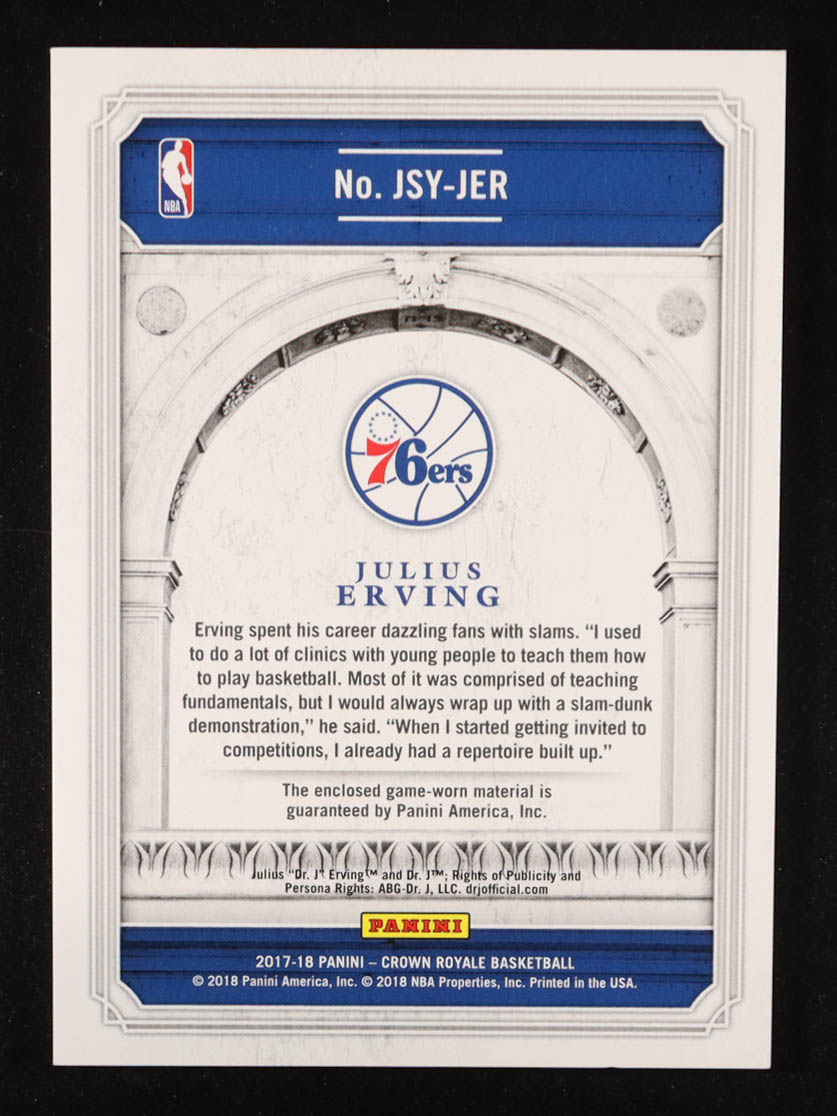 NBA
No. JSY-JER
76ers
JULIUS
ERVING
Erving spent his career dazzling fans with slams. “I used
to do a lot of clinics with young people to teach them how
to play basketball. Most of it was comprised of teaching
fundamentals, but I would always wrap up with a slam-dunk
demonstration,” he said. “When I started getting invited to
competitions, I already had a repertoire built up.”
The enclosed game-worn material is
guaranteed by Panini America, Inc.
Julius “Dr. J” Erving™ and Dr. J™; Rights of Publicity and
Persona Rights: ABG-Dr. J, LLC. drjofficial.com
PANINI
2017-18 PANINI – CROWN ROYALE BASKETBALL
© 2018 Panini America, Inc. © 2018 NBA Properties, Inc. Printed in the USA.